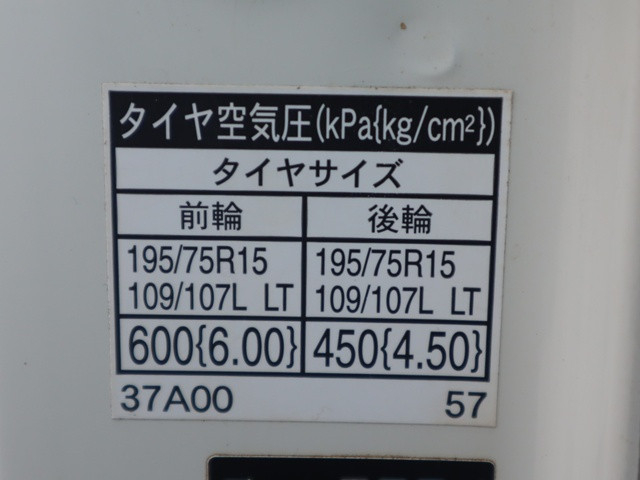 タイヤ空気圧(kPa{kg/cm²})
タイヤサイズ
前輪 後輪
195/75R15 195/75R15
109/107L LT 109/107L LT
600{6.00} 450{4.50}
37A00 57